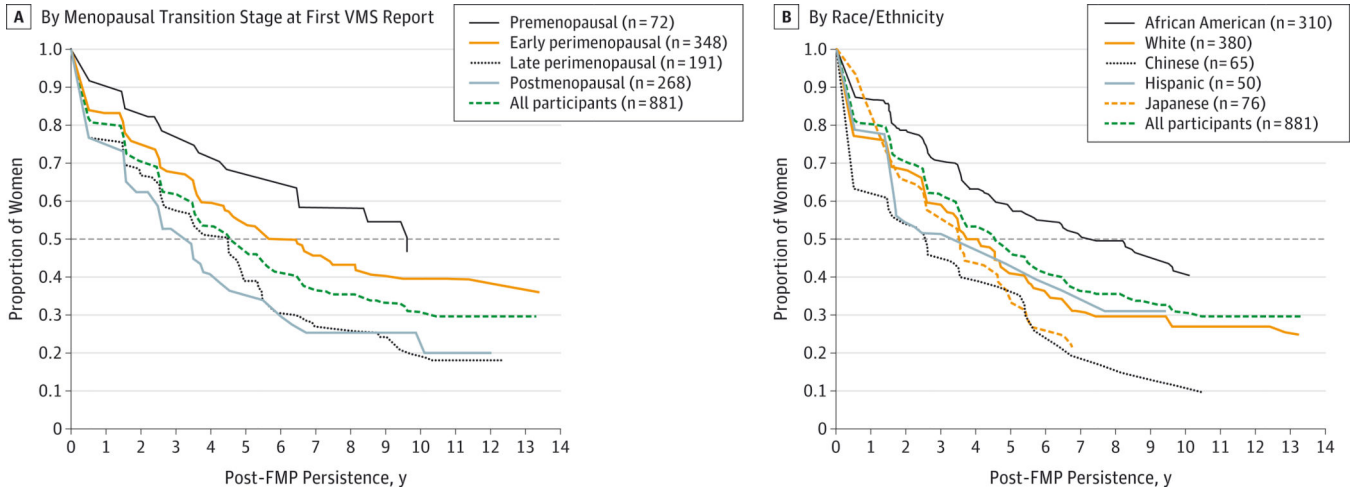 A By Menopausal Transition Stage at First VMS Report
Premenopausal (n=72)
Early perimenopausal (n=348)
Late perimenopausal (n=191)
Postmenopausal (n=268)
All participants (n=881)
Proportion of Women
1.0
0.9
0.8
0.7
0.6
0.5
0.4
0.3
0.2
0.1
0
0 1 2 3 4 5 6 7 8 9 10 11 12 13 14
Post-FMP Persistence, y
B By Race/Ethnicity
African American (n=310)
White (n=380)
Chinese (n=65)
Hispanic (n=50)
Japanese (n=76)
All participants (n=881)
Proportion of Women
1.0
0.9
0.8
0.7
0.6
0.5
0.4
0.3
0.2
0.1
0
0 1 2 3 4 5 6 7 8 9 10 11 12 13 14
Post-FMP Persistence, y